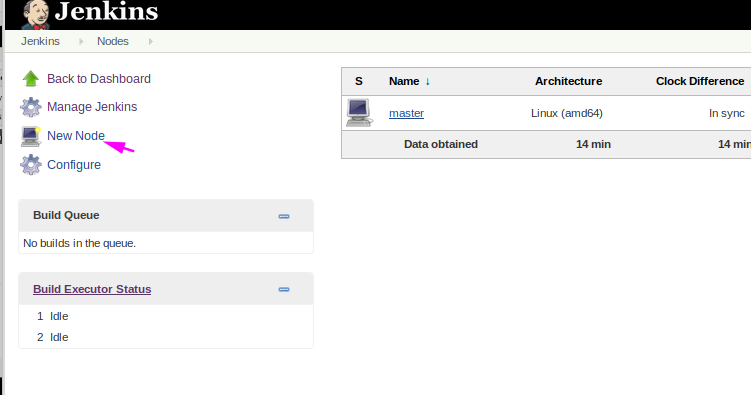 Jenkins
Jenkins Nodes
Back to Dashboard
Manage Jenkins
New Node
Configure
Build Queue
No builds in the queue.
Build Executor Status
1 Idle
2 Idle
S Name ↓ Architecture Clock Difference
master Linux (amd64) In sync
Data obtained 14 min 14 min